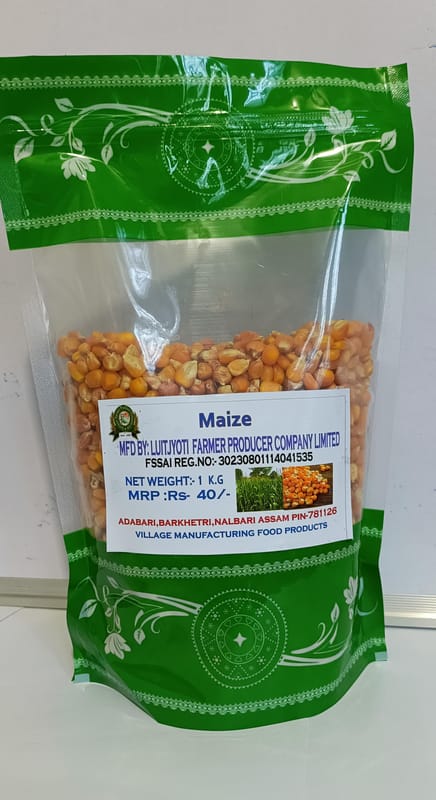 Maize
MFD BY: LUITJYOTI FARMER PRODUCER COMPANY LIMITED
FSSAI REG.NO:- 30230801114041535
NET WEIGHT:- 1 K.G
MRP :Rs- 40/-
ADABARI,BARKHETRI,NALBARI ASSAM PIN-781126
VILLAGE MANUFACTURING FOOD PRODUCTS